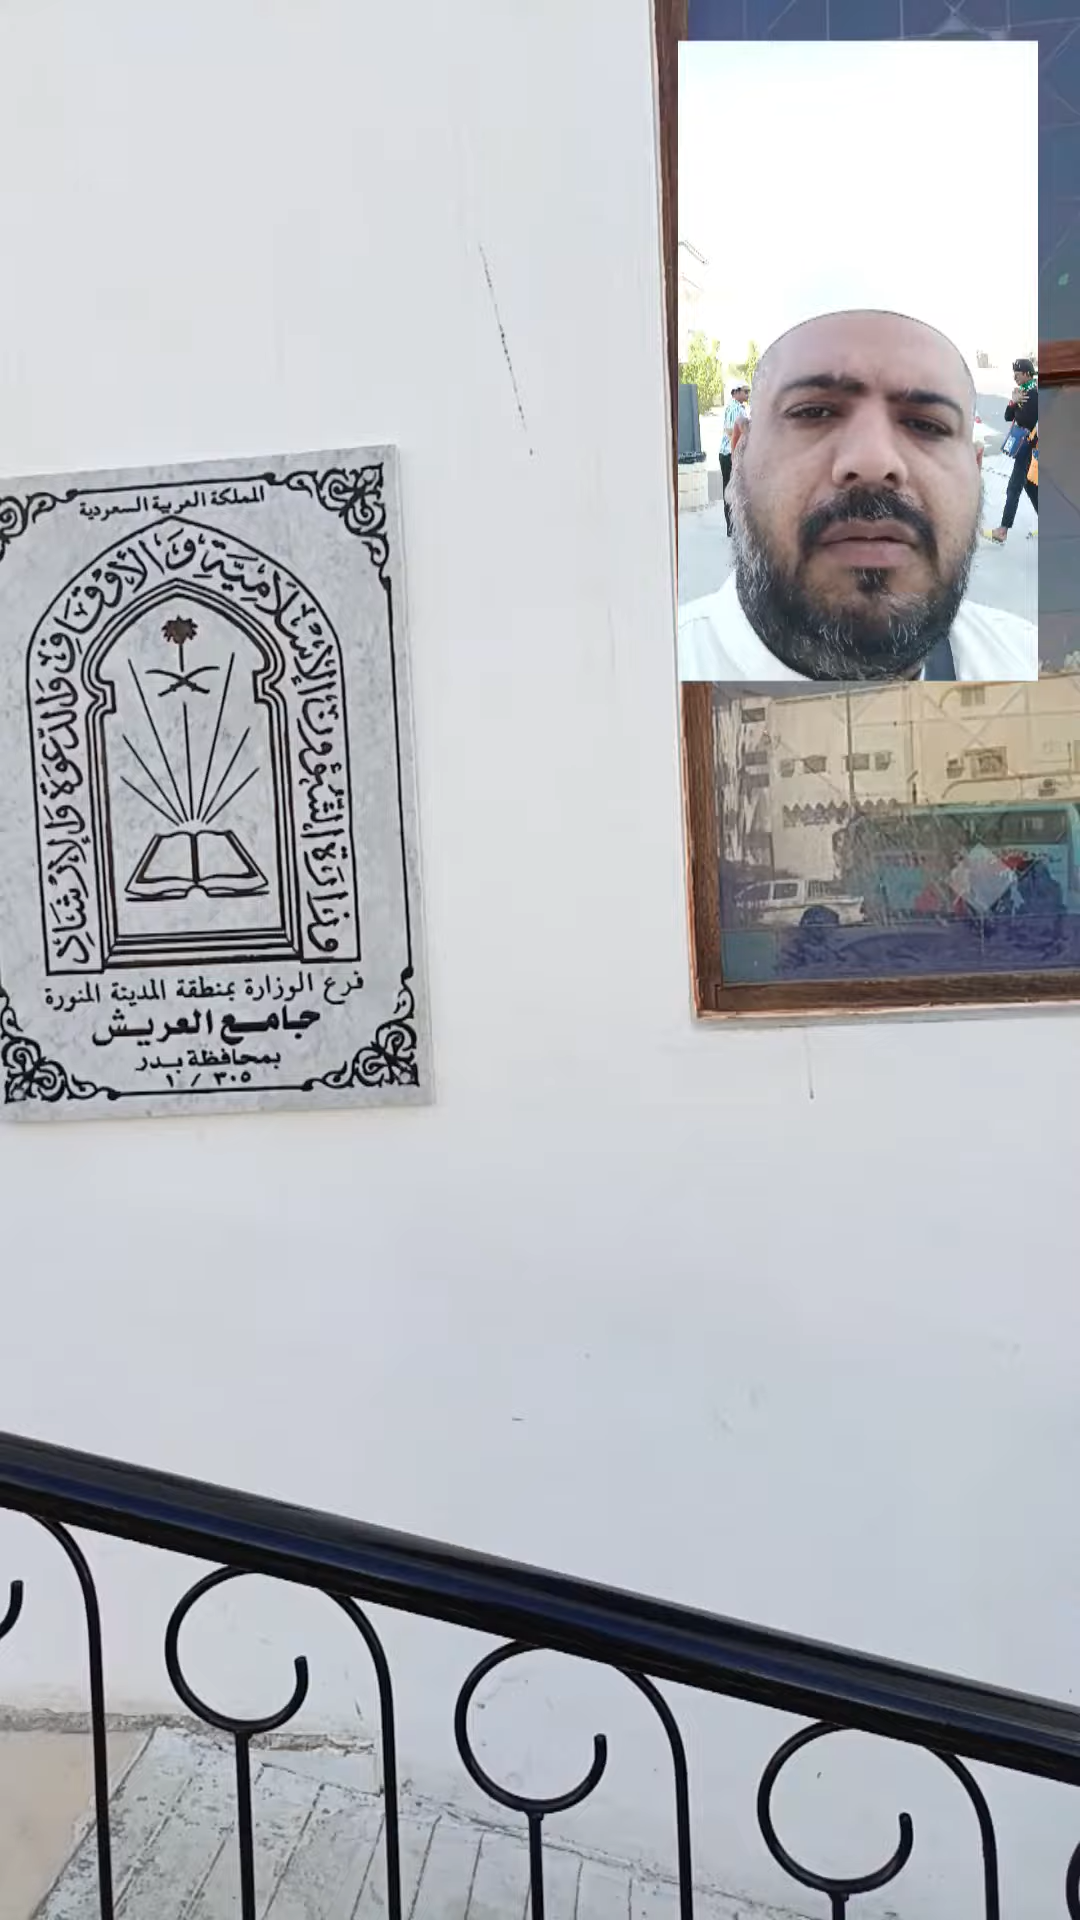 المملكة العربية السعودية
وزارة الشؤون الإسلامية والأوقاف والدعوة والإرشاد
فرع الوزارة بمنطقة المدينة المنورة
جامع العريش
بمحافظة بدر
٣٠٥ / ١